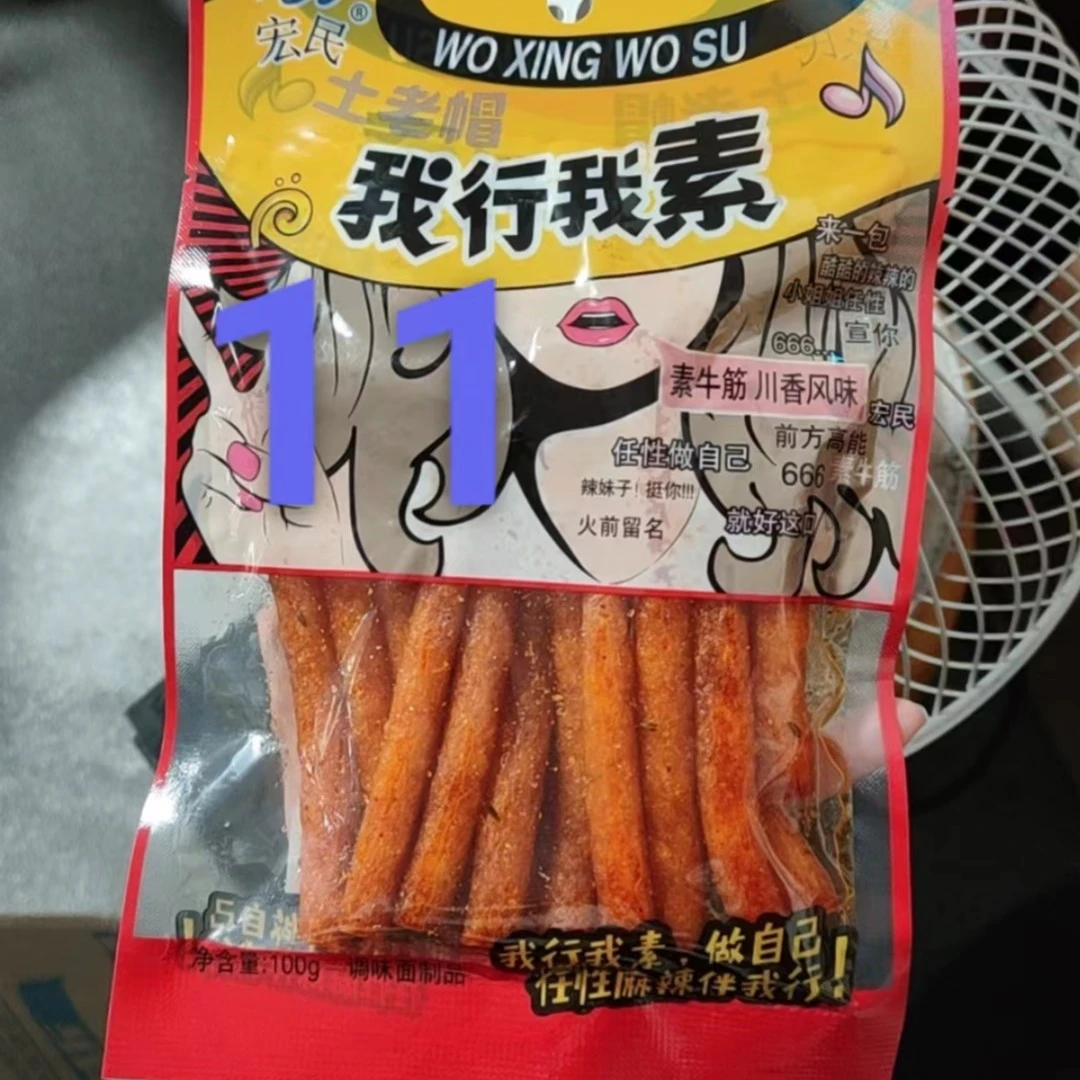 宏民®
WO XING WO SU
土老帽
我行我素
来一包
酷酷的辣辣的
小姐姐任性
宣你
666...
素牛筋 川香风味
宏民
前方高能
666 素牛筋
任性做自己
辣妹子！挺你!!!
就好这口
火前留名
11
我行我素，做自己！
任性麻辣伴我行！
净含量:100g 调味面制品